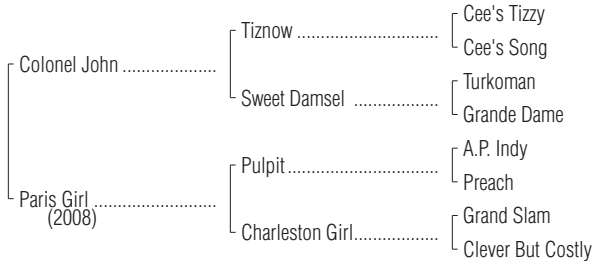 Cee's Tizzy
Tiznow ....................................
Cee's Song
Colonel John ........................
Turkoman
Sweet Damsel .....................
Grande Dame
A.P. Indy
Pulpit......................................
Preach
Paris Girl ...............................
(2008)
Grand Slam
Charleston Girl.....................
Clever But Costly